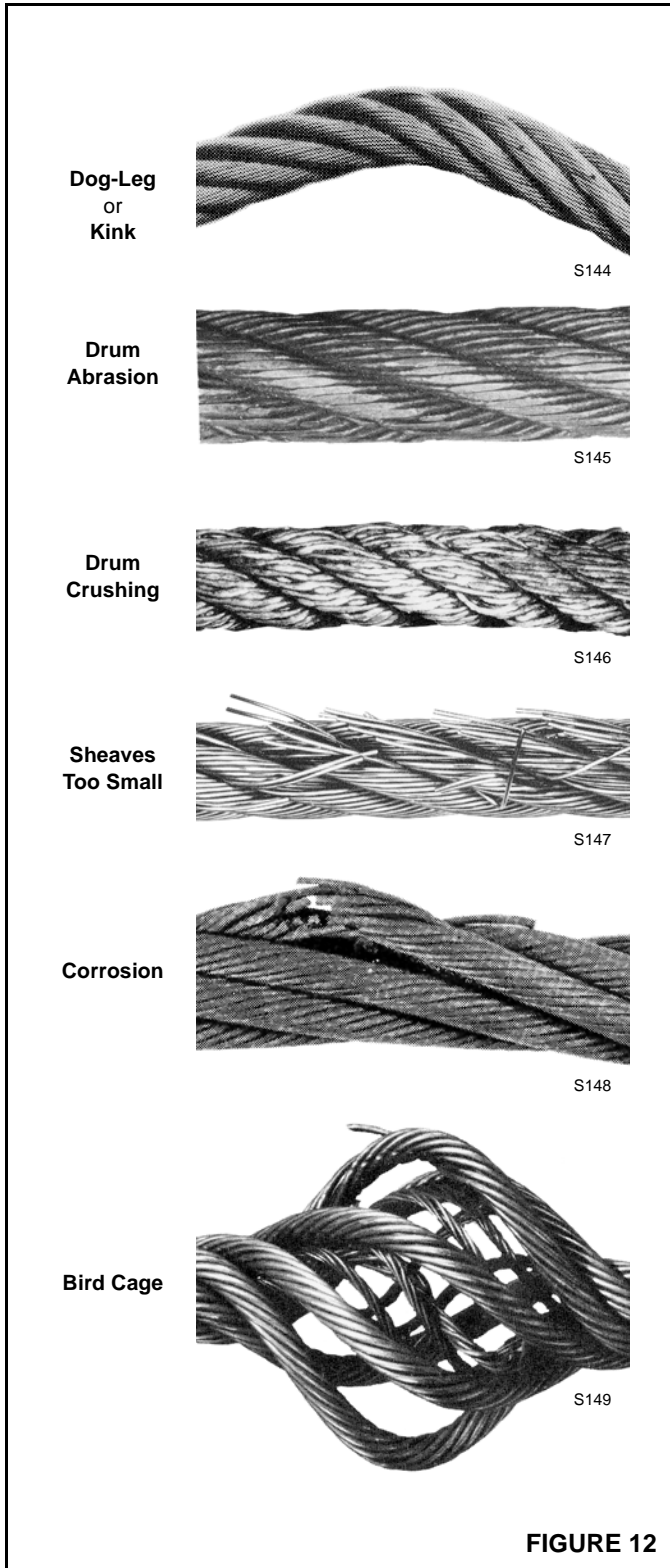 Dog-Leg
or
Kink
S144
Drum
Abrasion
S145
Drum
Crushing
S146
Sheaves
Too Small
S147
Corrosion
S148
Bird Cage
S149
FIGURE 12